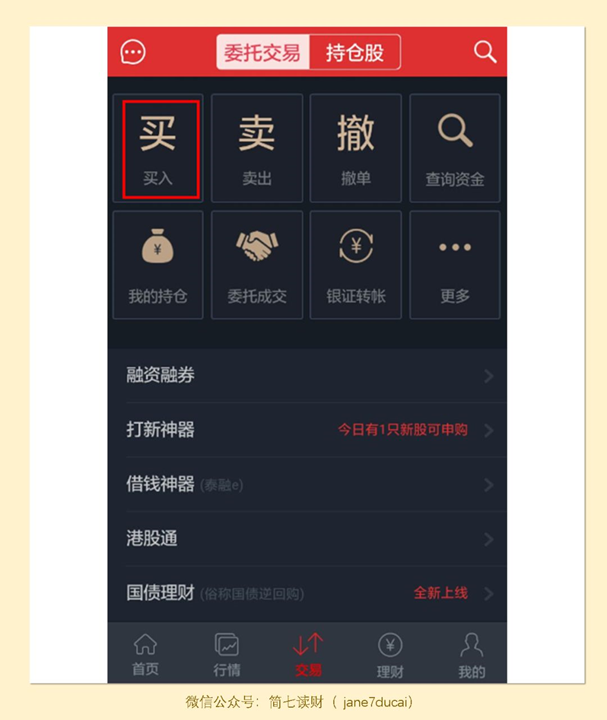 委托交易 持仓股
买 卖 撤
买入 卖出 撤单 查询资金
¥ ¥
我的持仓 委托成交 银证转帐 更多
融资融券
打新神器 今日有1只新股可申购
借钱神器 (泰融e)
港股通
国债理财 (俗称国债逆回购) 全新上线
¥
首页 行情 交易 理财 我的
微信公众号：简七读财（ jane7ducai）